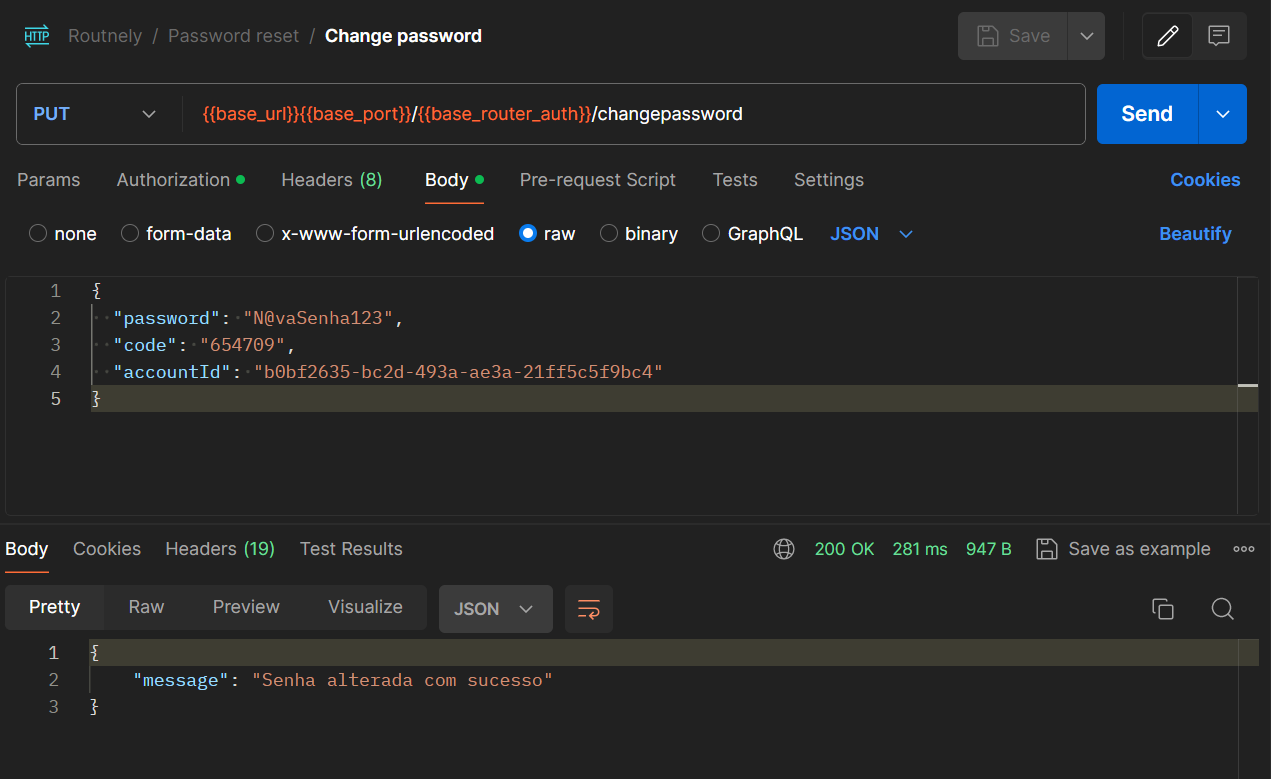 HTTP Routnely / Password reset / Change password Save
PUT {{base_url}}{{base_port}}/{{base_router_auth}}/changepassword Send
Params Authorization Headers (8) Body Pre-request Script Tests Settings Cookies
none form-data x-www-form-urlencoded raw binary GraphQL JSON Beautify
1 {
2 "password": "N@vaSenha123",
3 "code": "654709",
4 "accountId": "b0bf2635-bc2d-493a-ae3a-21ff5c5f9bc4"
5 }
Body Cookies Headers (19) Test Results 200 OK 281 ms 947 B Save as example
Pretty Raw Preview Visualize JSON
1 {
2 "message": "Senha alterada com sucesso"
3 }